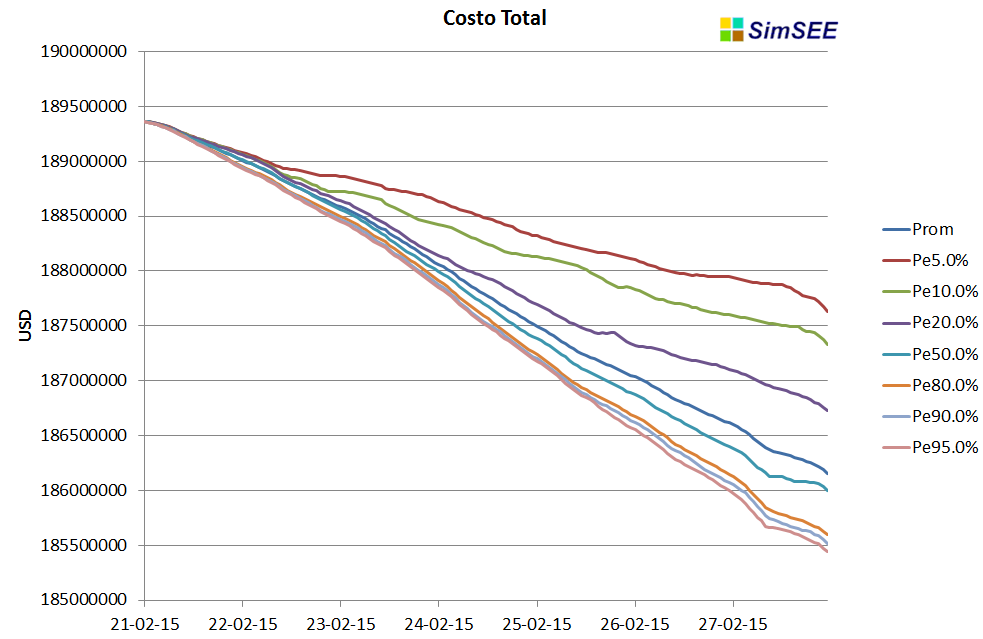 Costo Total
SimSEE
190000000
189500000
189000000
188500000
188000000
187500000
187000000
186500000
186000000
185500000
185000000
USD
21-02-15 22-02-15 23-02-15 24-02-15 25-02-15 26-02-15 27-02-15
Prom
Pe5.0%
Pe10.0%
Pe20.0%
Pe50.0%
Pe80.0%
Pe90.0%
Pe95.0%